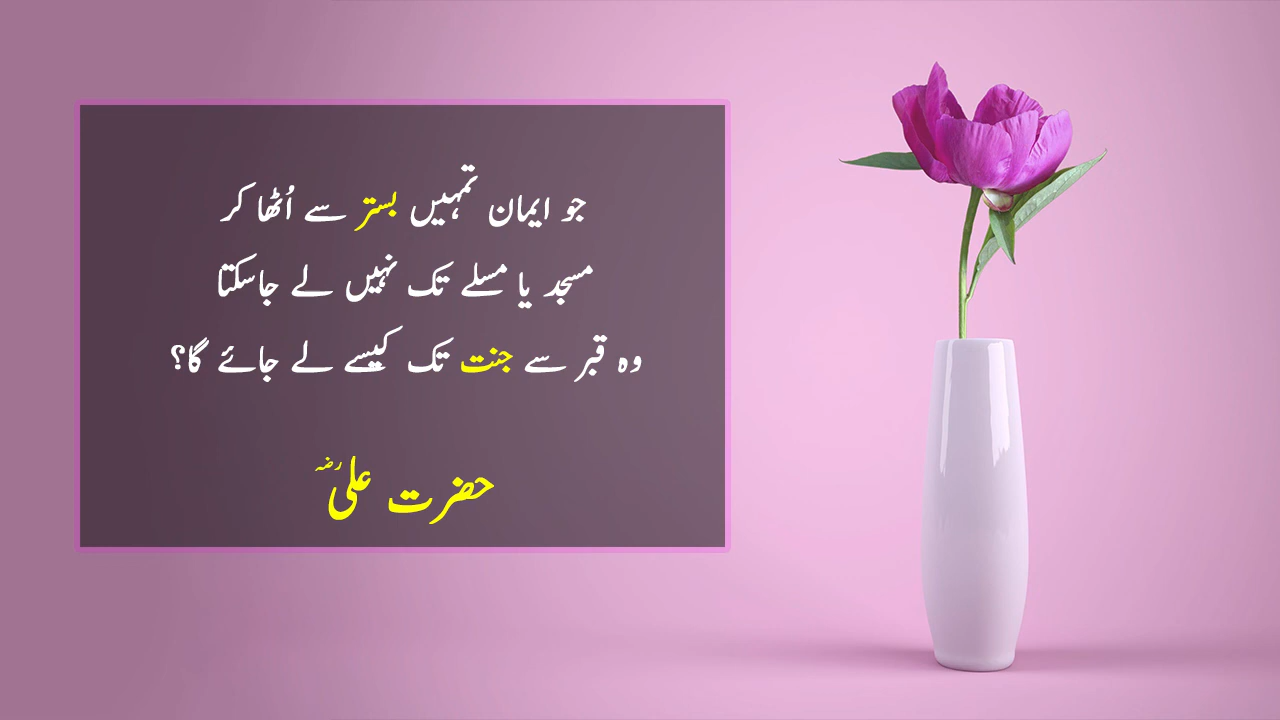 جو ایمان تمہیں بستر سے اُٹھا کر
مسجد یا مسلے تک نہیں لے جاسکتا
وہ قبر سے جنت تک کیسے لے جائے گا؟
حضرت علیؓ